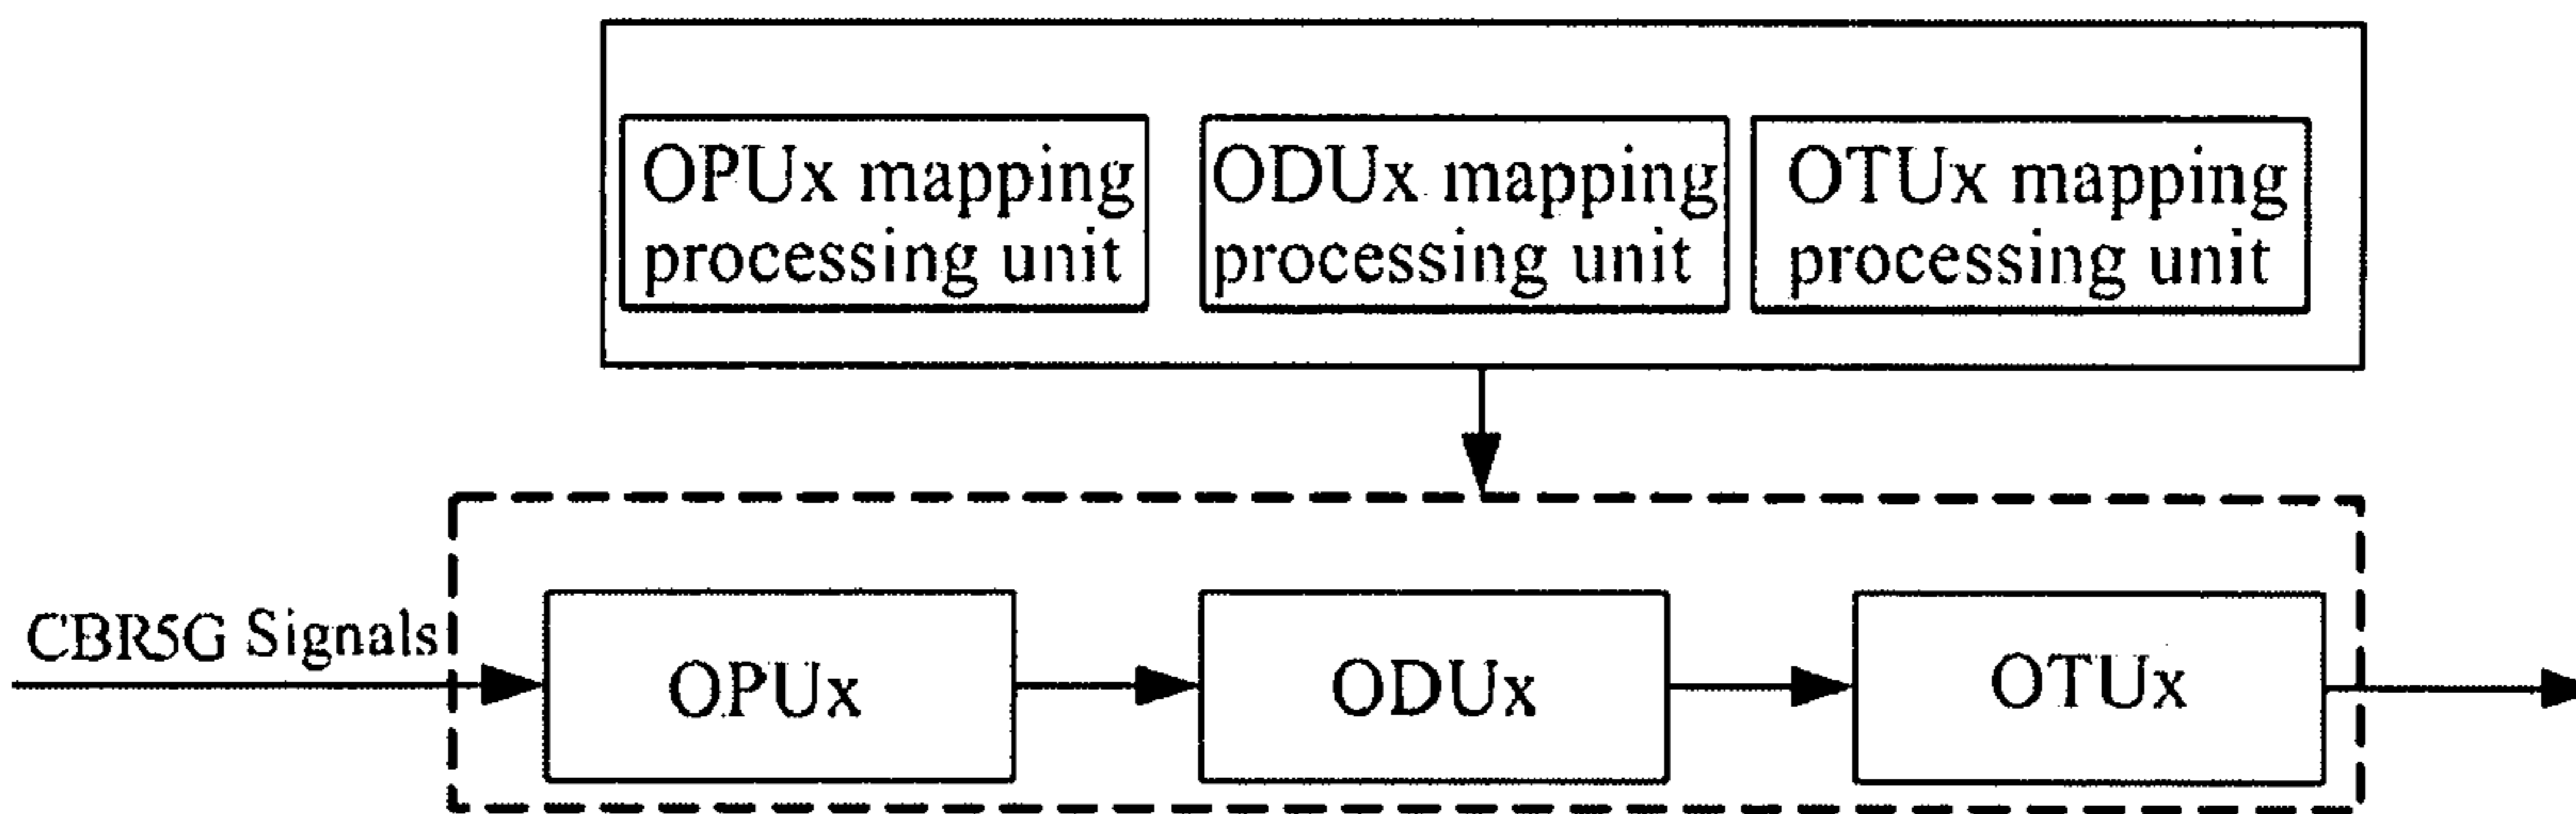 OPUx mapping
processing unit
ODUx mapping
processing unit
OTUx mapping
processing unit
CBR5G Signals
OPUx
ODUx
OTUx